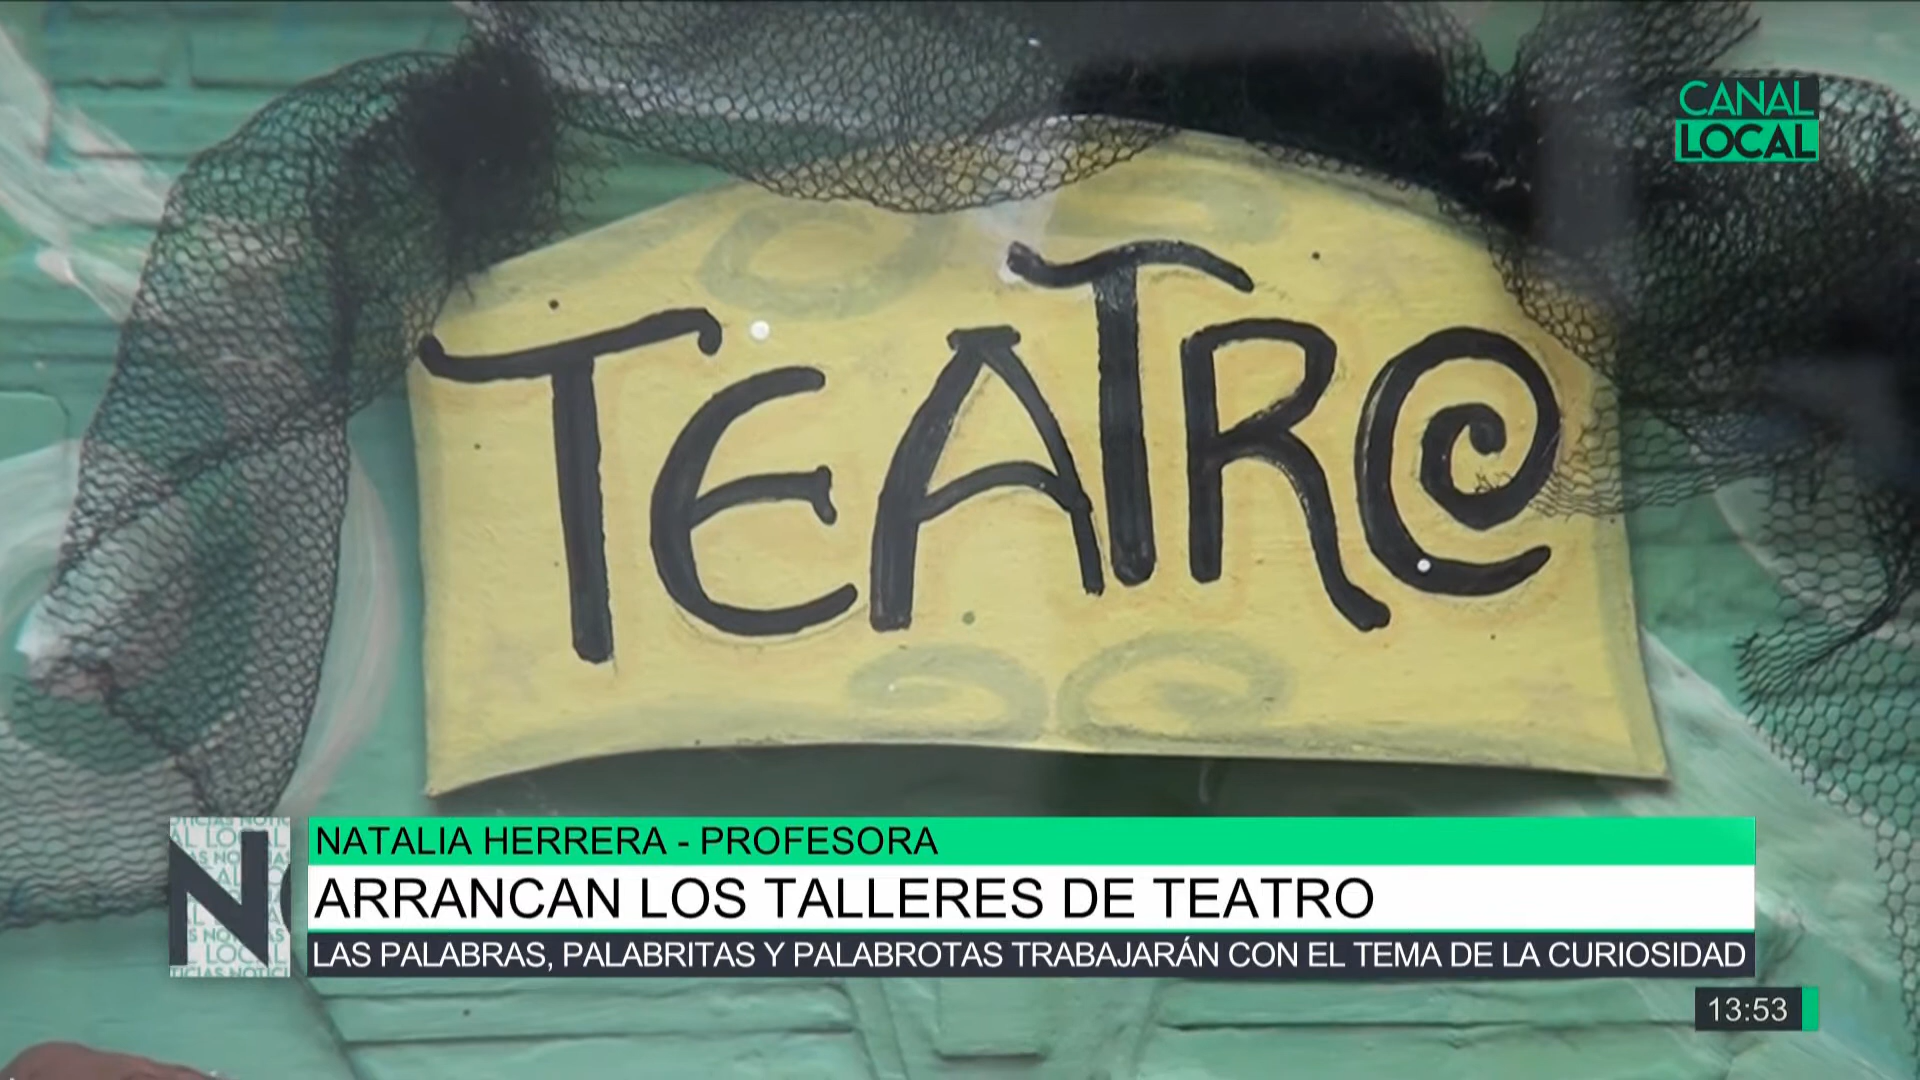 CANAL
LOCAL
TEATRO
NATALIA HERRERA - PROFESORA
ARRANCAN LOS TALLERES DE TEATRO
LAS PALABRAS, PALABRITAS Y PALABROTAS TRABAJARÁN CON EL TEMA DE LA CURIOSIDAD
N
13:53